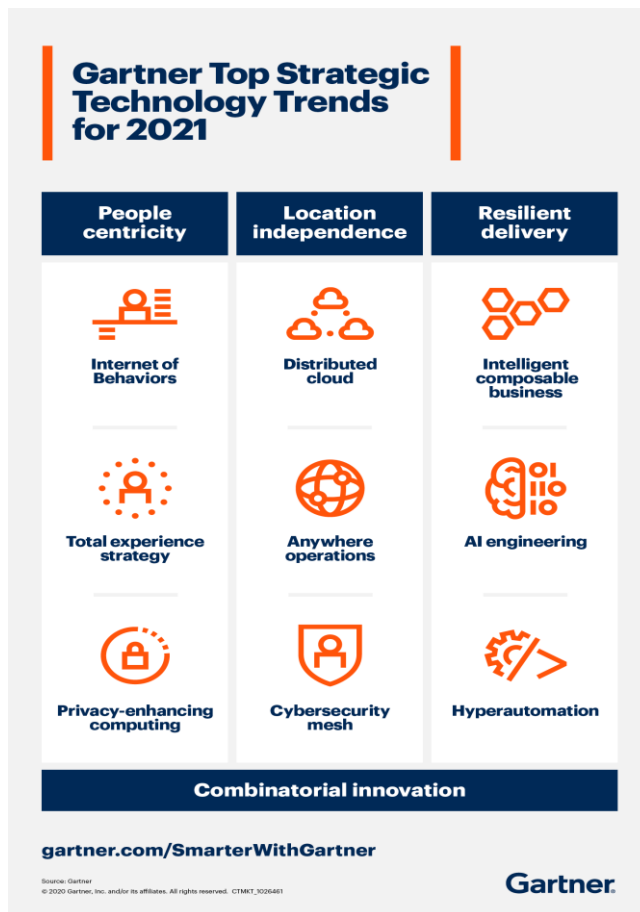 Gartner Top Strategic
Technology Trends
for 2021
People
centricity
Location
independence
Resilient
delivery
Internet of
Behaviors
Distributed
cloud
Intelligent
composable
business
Total experience
strategy
Anywhere
operations
AI engineering
Privacy-enhancing
computing
Cybersecurity
mesh
Hyperautomation
Combinatorial innovation
gartner.com/SmarterWithGartner
Source: Gartner
© 2020 Gartner, Inc. and/or its affiliates. All rights reserved. CTMKT_1026461
Gartner.